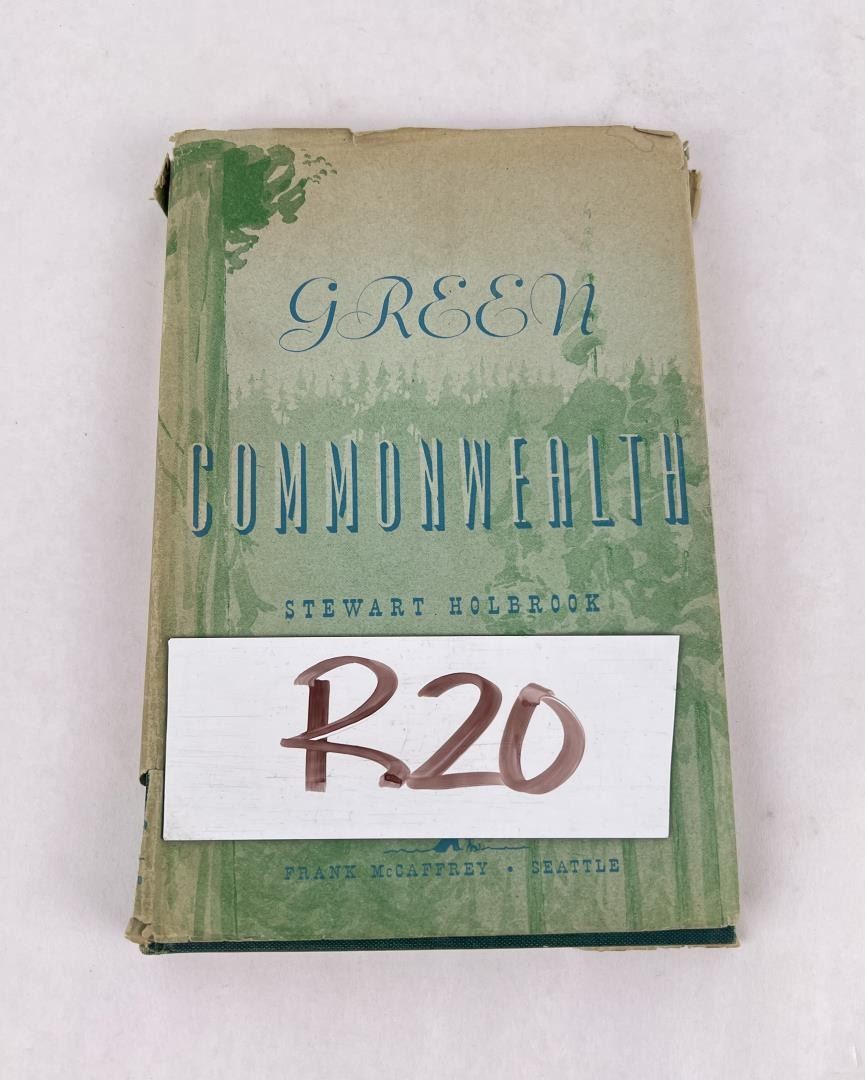 GREEN
COMMONWEALTH
STEWART HOLBROOK
R20
FRANK McCAFFREY • SEATTLE